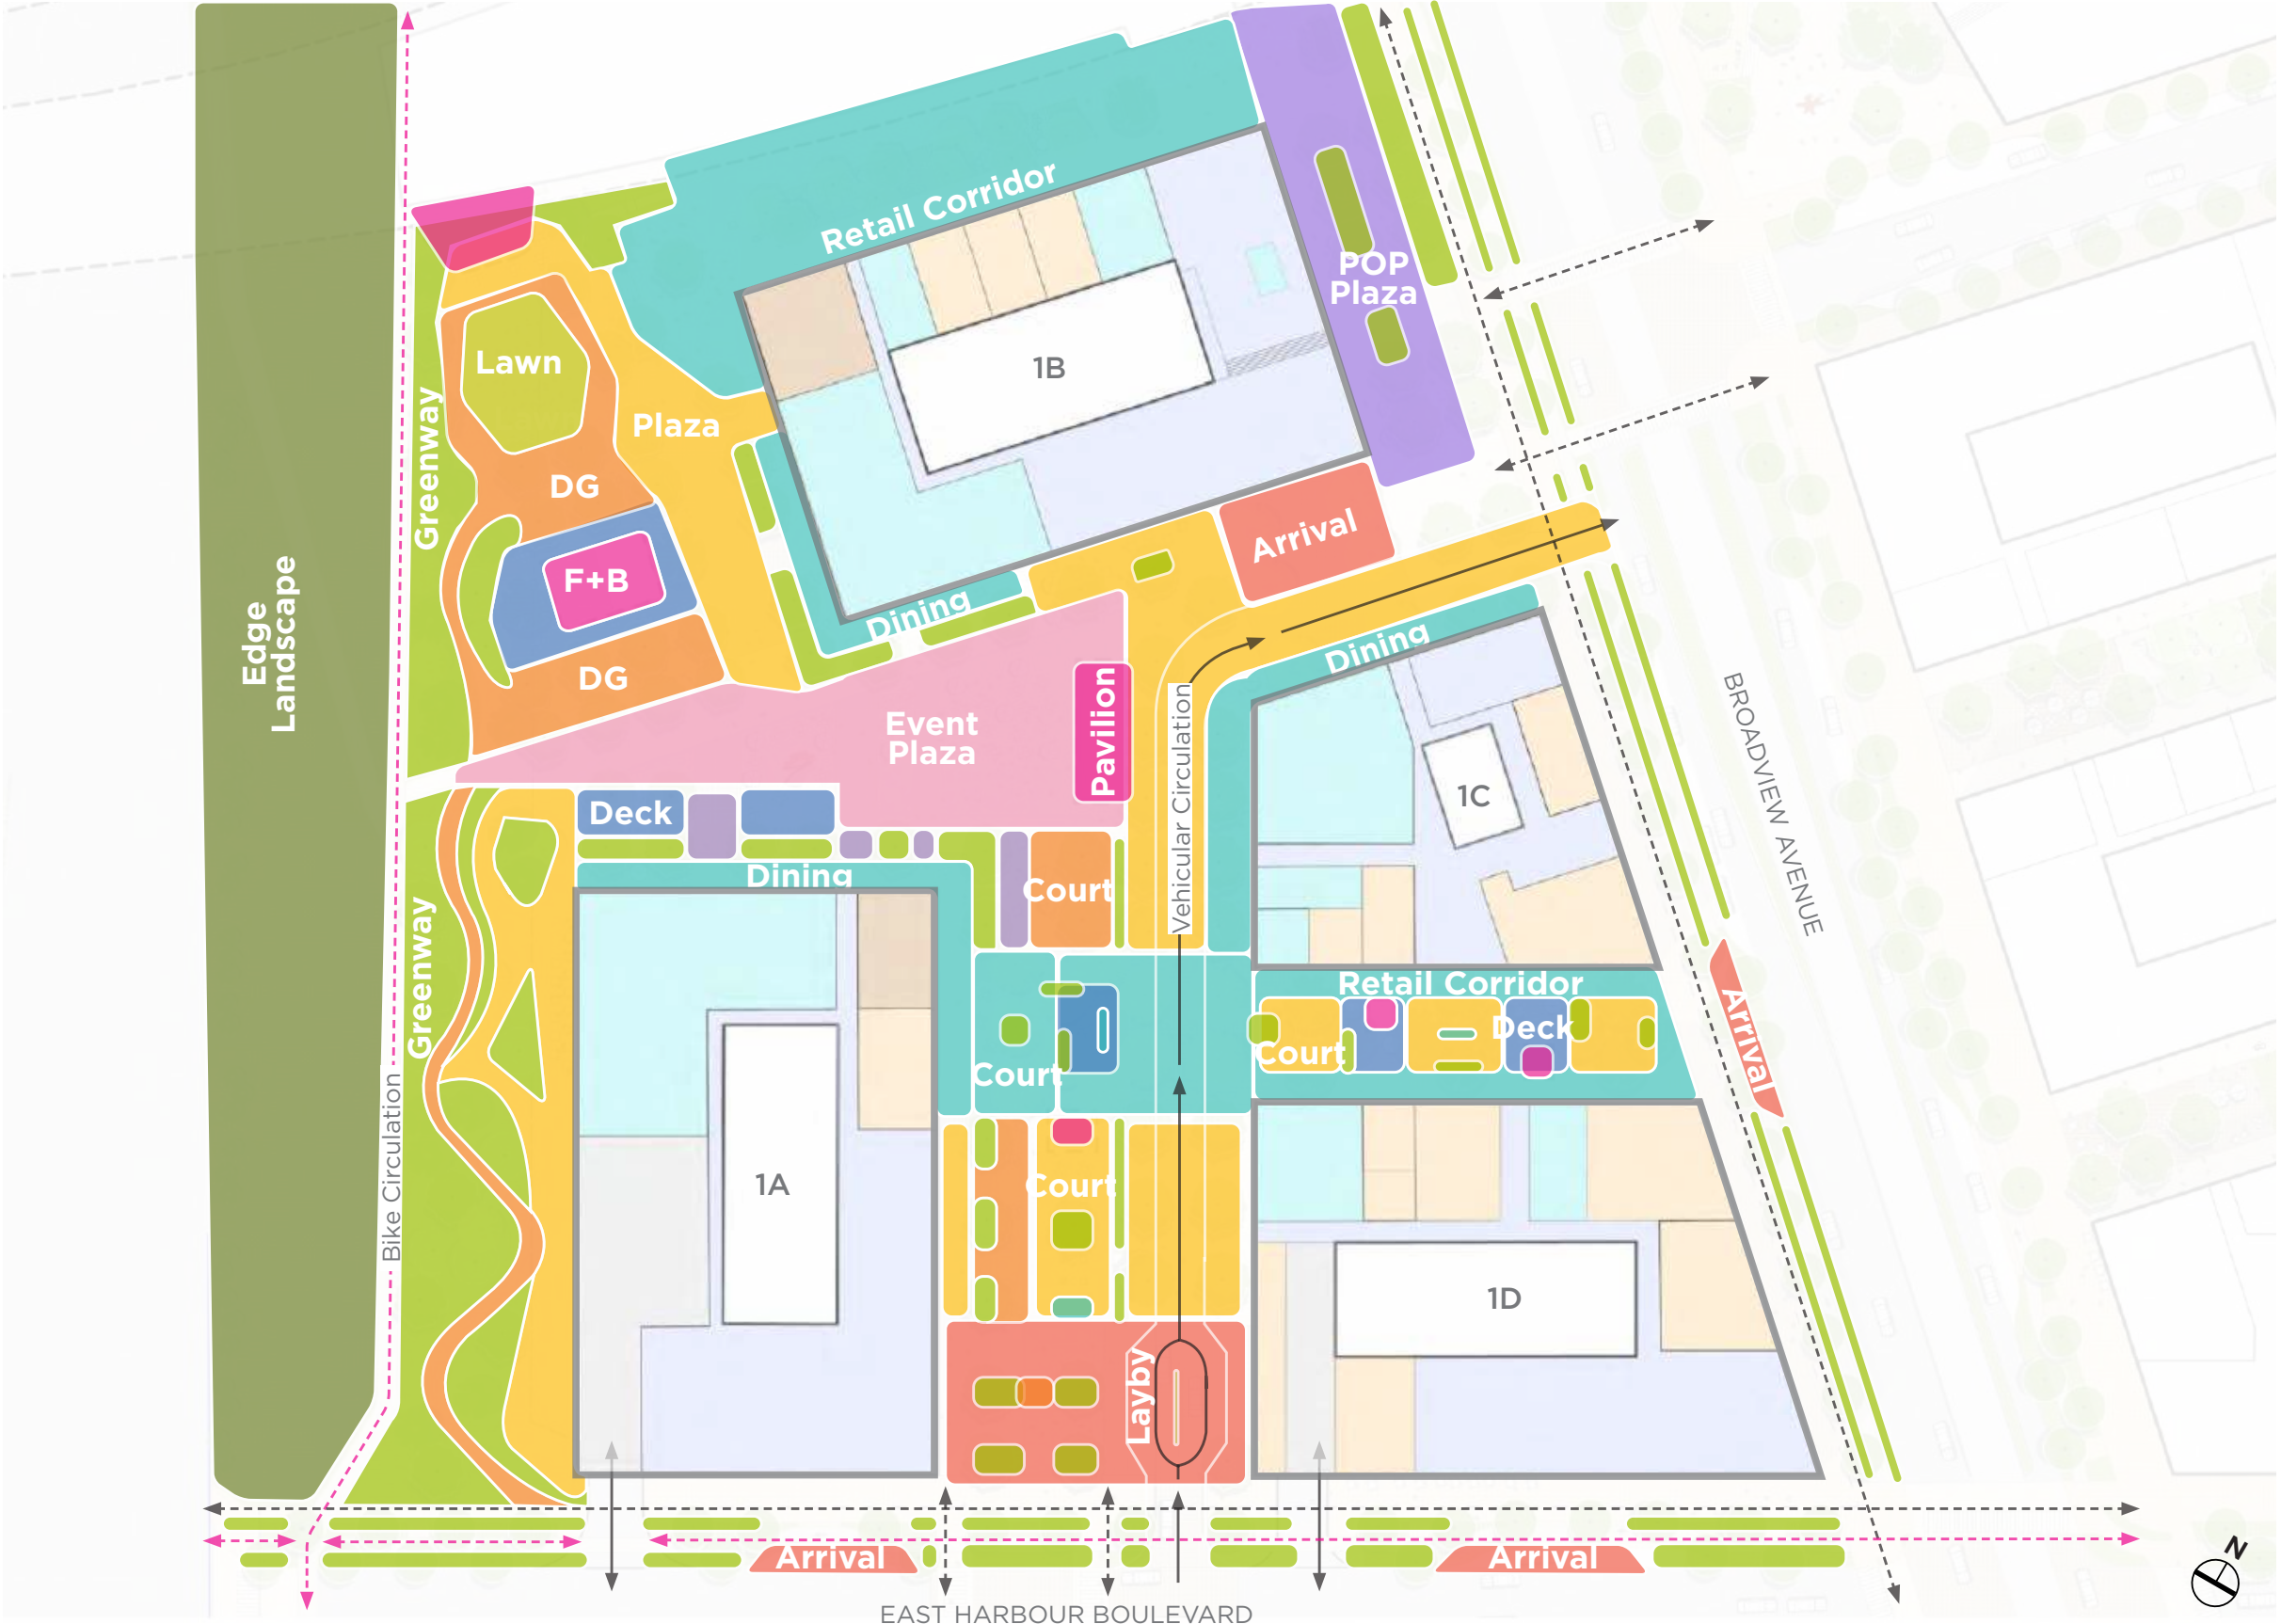 Retail Corridor
POP
Plaza
1B
Lawn
Plaza
Greenway
DG
Arrival
F+B
Dining
Edge
Landscape
DG
Dining
Event
Plaza
Pavilion
Vehicular Circulation
BROADVIEW AVENUE
1C
Deck
Dining
Court
Greenway
Retail Corridor
Court
Court
Deck
Arrival
Bike Circulation
1A
Court
1D
Layby
Arrival
Arrival
N
EAST HARBOUR BOULEVARD